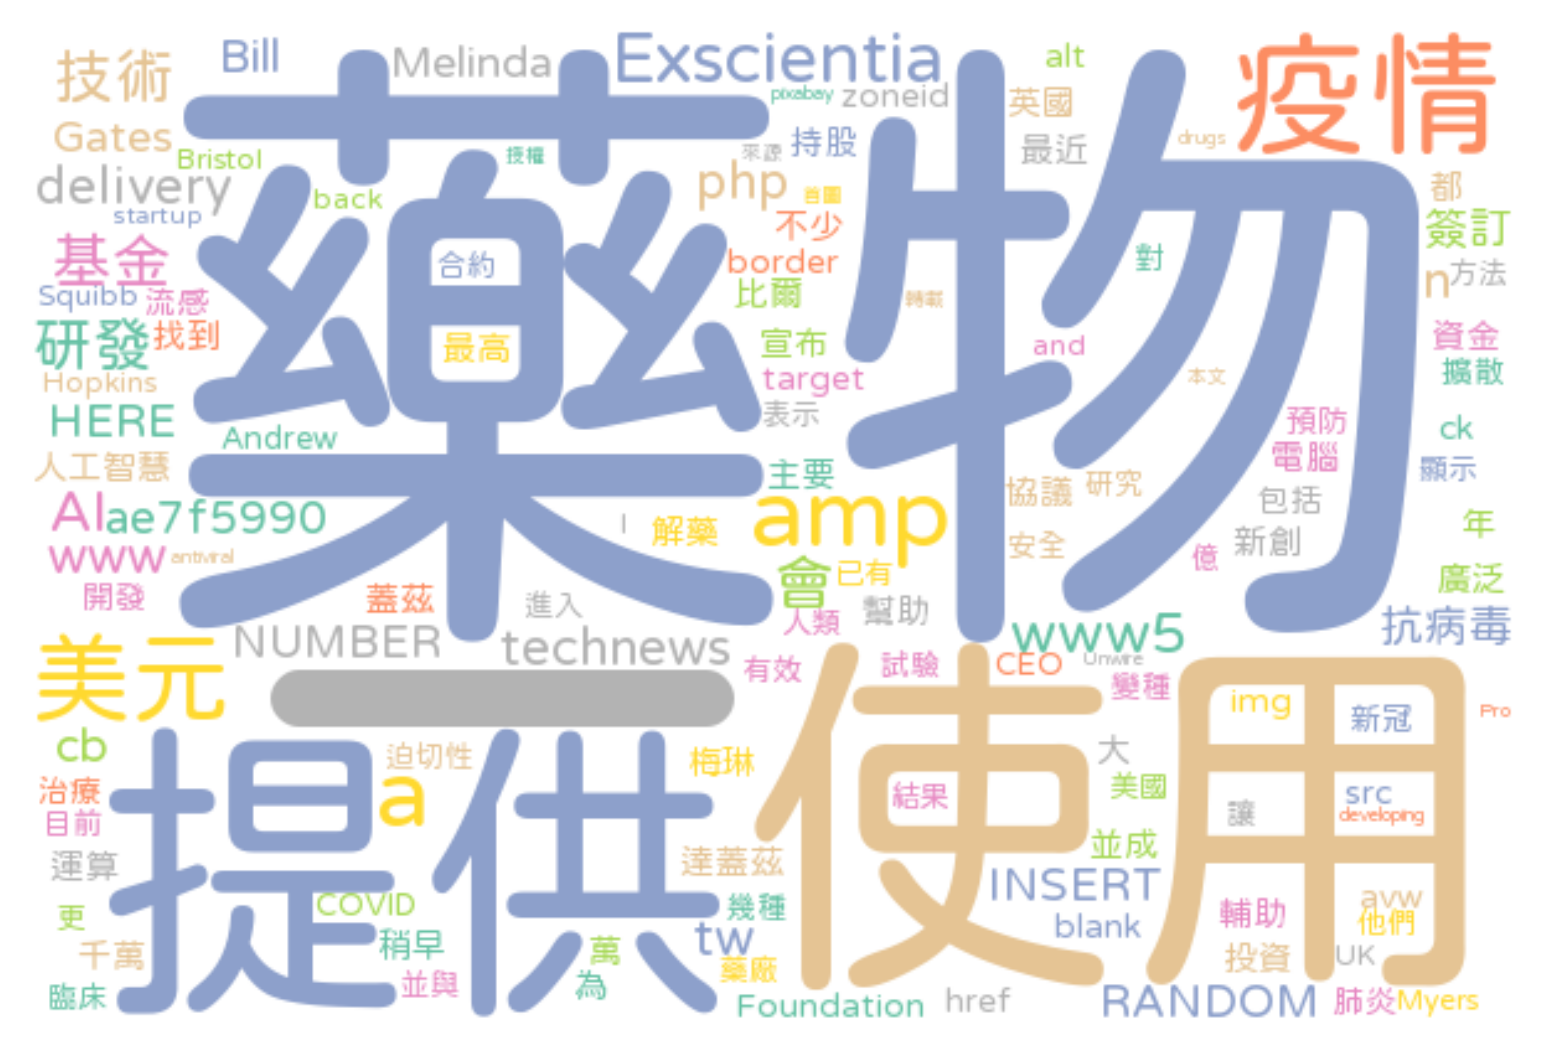 技術
Bill
Melinda
Exscientia
alt
疫情
pixabay
zoneid
英國
Gates
Bristol
授權
來源
持股
最近
drugs
delivery
back
php
首圖
都
startup
不少
簽訂
基金
合約
border
對
n
方法
Squibb
流感
比爾
轉載
研發
找到
最高
宣布
and
資金
Hopkins
target
本文
擴散
HERE
Andrew
表示
預防
ck
人工智慧
主要
協議
研究
電腦
顯示
AI
ae7f5990
藥物
解藥
amp
包括
年
www
antiviral
安全
億
新創
開發
蓋茲
進入
會
已有
廣泛
人類
幫助
抗病毒
美元
NUMBER
technews
www5
有效
試驗
CEO
Unwire
變種
img
新冠
Pro
cb
迫切性
梅琳
大
治療
a
結果
美國
src
目前
讓
developing
運算
提供
達蓋茲
使用
並成
COVID
幾種
INSERT
輔助
avw
更
稍早
tw
blank
他們
千萬
萬
藥廠
投資
UK
臨床
並與
為
Foundation
href
RANDOM
肺炎
Myers